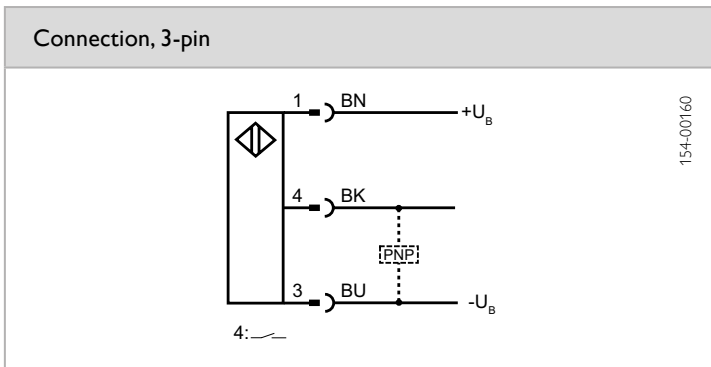 Connection, 3-pin
1 BN +U_B
4 BK
PNP
3 BU -U_B
4:
154-00160